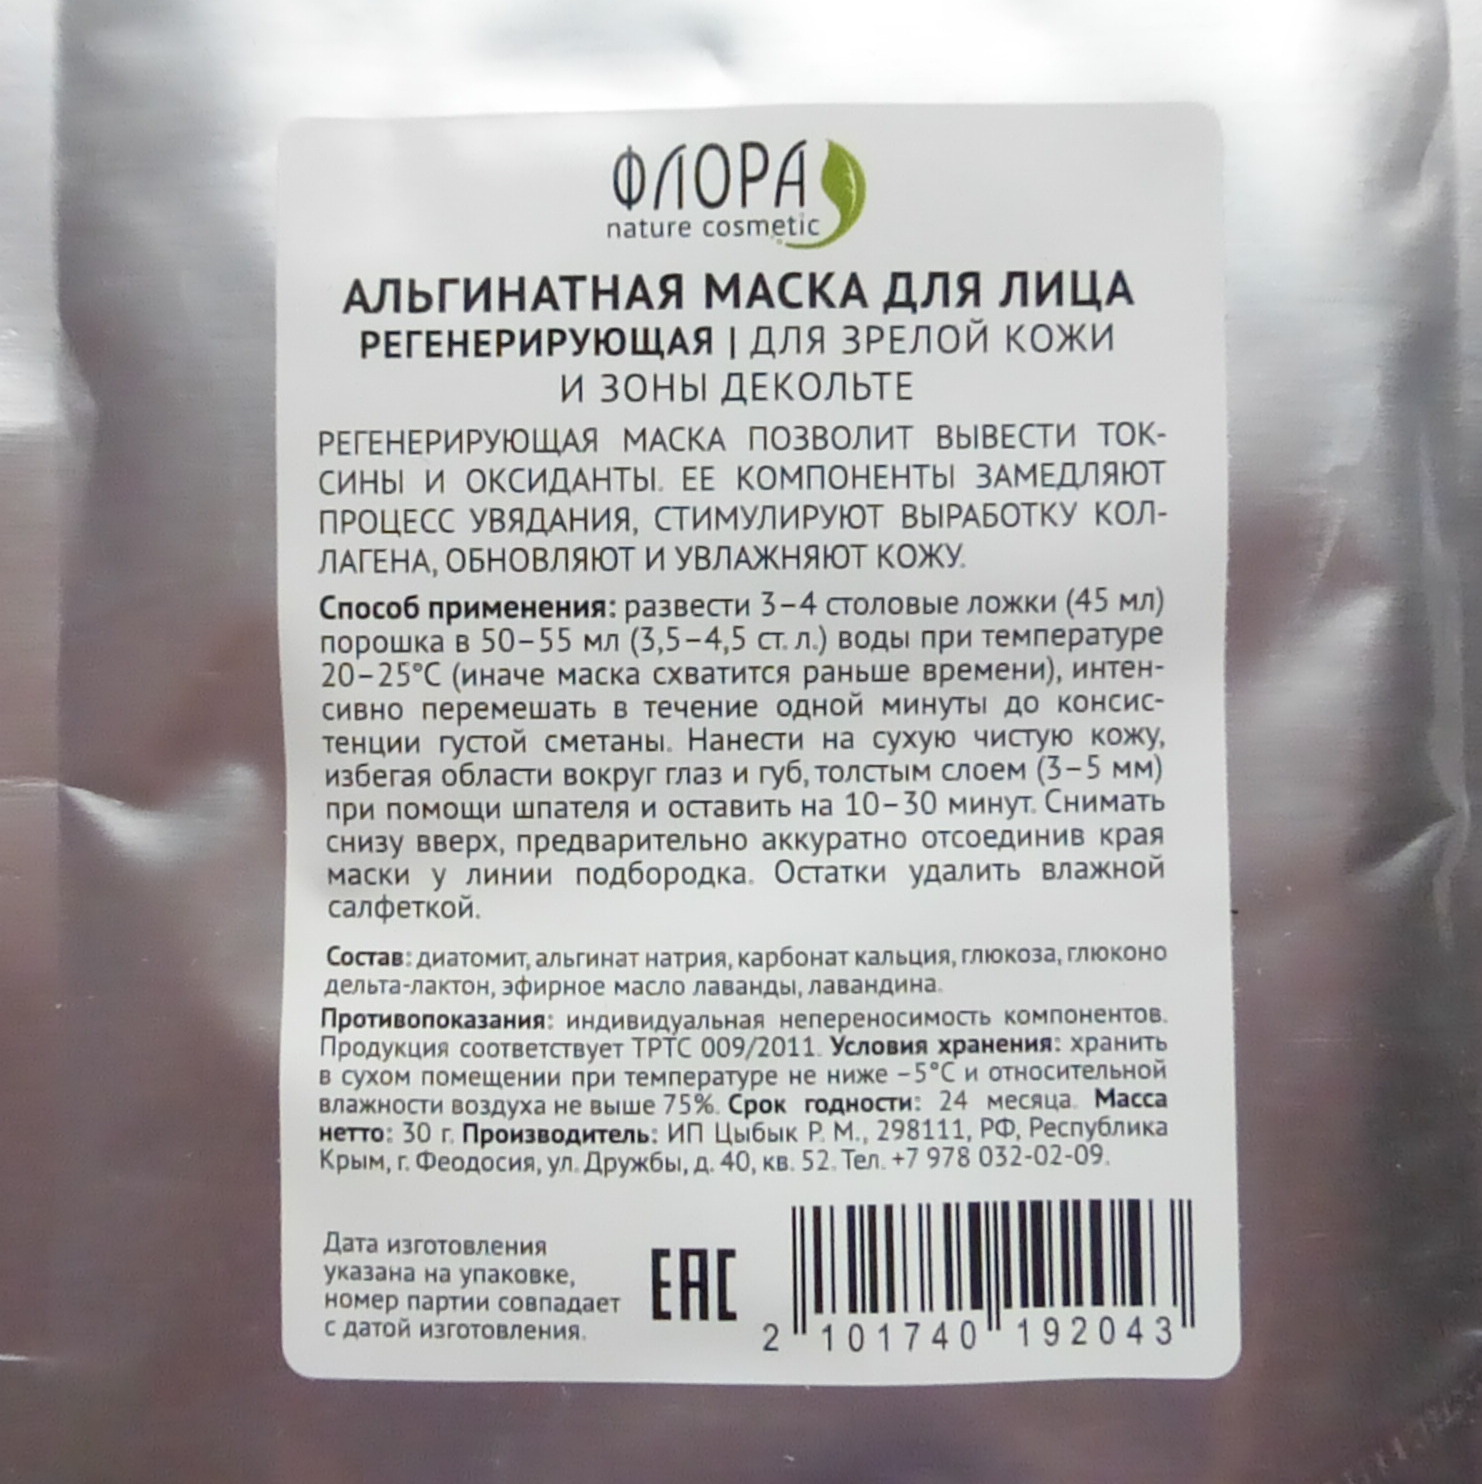 ФЛОРА
nature cosmetic
АЛЬГИНАТНАЯ МАСКА ДЛЯ ЛИЦА
РЕГЕНЕРИРУЮЩАЯ | ДЛЯ ЗРЕЛОЙ КОЖИ
И ЗОНЫ ДЕКОЛЬТЕ
РЕГЕНЕРИРУЮЩАЯ МАСКА ПОЗВОЛИТ ВЫВЕСТИ ТОК-
СИНЫ И ОКСИДАНТЫ. ЕЕ КОМПОНЕНТЫ ЗАМЕДЛЯЮТ
ПРОЦЕСС УВЯДАНИЯ, СТИМУЛИРУЮТ ВЫРАБОТКУ КОЛ-
ЛАГЕНА, ОБНОВЛЯЮТ И УВЛАЖНЯЮТ КОЖУ.
Способ применения: развести 3–4 столовые ложки (45 мл)
порошка в 50–55 мл (3,5–4,5 ст. л.) воды при температуре
20–25°С (иначе маска схватится раньше времени), интен-
сивно перемешать в течение одной минуты до консис-
тенции густой сметаны. Нанести на сухую чистую кожу,
избегая области вокруг глаз и губ, толстым слоем (3–5 мм)
при помощи шпателя и оставить на 10–30 минут. Снимать
снизу вверх, предварительно аккуратно отсоединив края
маски у линии подбородка. Остатки удалить влажной
салфеткой.
Состав: диатомит, альгинат натрия, карбонат кальция, глюкоза, глюконо
дельта-лактон, эфирное масло лаванды, лавандина.
Противопоказания: индивидуальная непереносимость компонентов.
Продукция соответствует ТРТС 009/2011. Условия хранения: хранить
в сухом помещении при температуре не ниже –5°С и относительной
влажности воздуха не выше 75%. Срок годности: 24 месяца. Масса
нетто: 30 г. Производитель: ИП Цыбык Р. М., 298111, РФ, Республика
Крым, г. Феодосия, ул. Дружбы, д. 40, кв. 52. Тел. +7 978 032-02-09.
Дата изготовления
указана на упаковке,
номер партии совпадает
с датой изготовления.
ЕАС
2 101740 192043